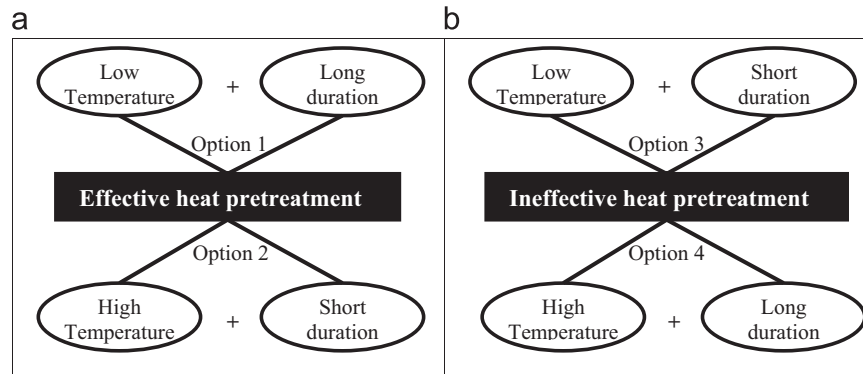 a
Low
Temperature
+
Long
duration
Option 1
Effective heat pretreatment
Option 2
High
Temperature
+
Short
duration
b
Low
Temperature
+
Short
duration
Option 3
Ineffective heat pretreatment
Option 4
High
Temperature
+
Long
duration